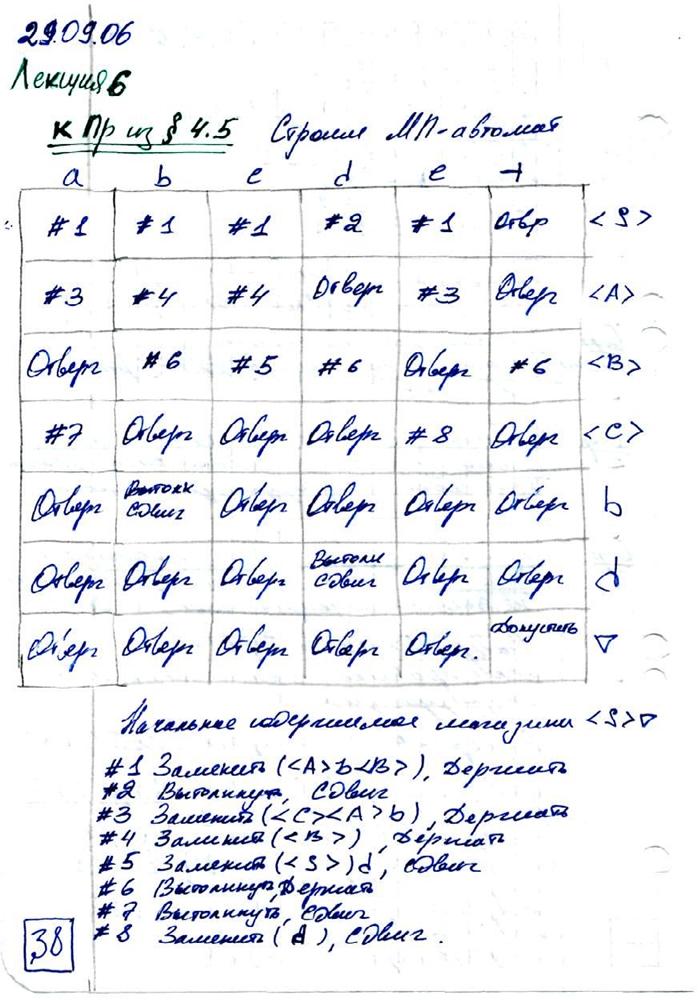 29.09.06
Лекция 6
к Пр из § 4.5 Строим МП-автомат
a b c d e ⊣
#1 #1 #1 #2 #1 Отвр <S>
#3 #4 #4 Отверг #3 Отверг <A>
Отверг #6 #5 #6 Отверг #6 <B>
#7 Отверг Отверг Отверг #8 Отверг <C>
Отверг Вытолк Сдвиг Отверг Отверг Отверг Отверг b
Отверг Отверг Отверг Вытолк Сдвиг Отверг Отверг d
Отверг Отверг Отверг Отверг Отверг. Допустить ▽
Начальное содержимое магазина <S>▽
#1 Заменить (<A>b<B>), Держать
#2 Вытолкнуть, Сдвиг
#3 Заменить (<C><A>b), Держать
#4 Заменить (<B>), Держать
#5 Заменить (<S>)d, Сдвиг
#6 Вытолкнуть, Держать
#7 Вытолкнуть, Сдвиг
#8 Заменить (d), Сдвиг.
38